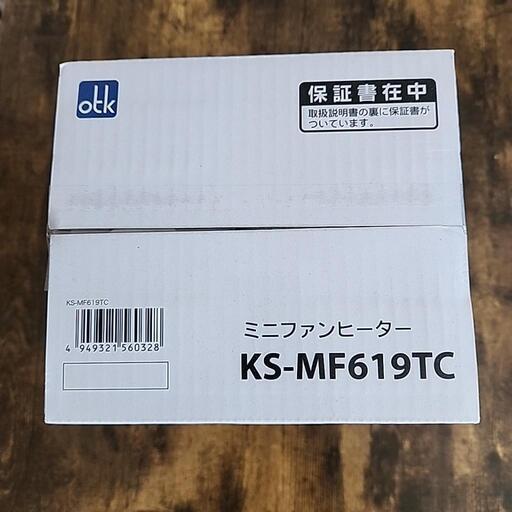 otk
保証書在中
取扱説明書の裏に保証書が
ついています。
KS-MF619TC
4 949321 560328
ミニファンヒーター
KS-MF619TC